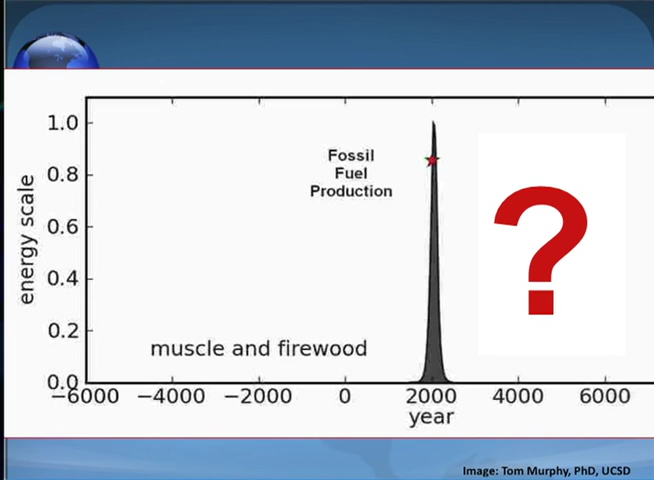 1.0
0.8
0.6
0.4
0.2
0.0
energy scale
Fossil
Fuel
Production
?
muscle and firewood
−6000 −4000 −2000 0 2000 4000 6000
year
Image: Tom Murphy, PhD, UCSD